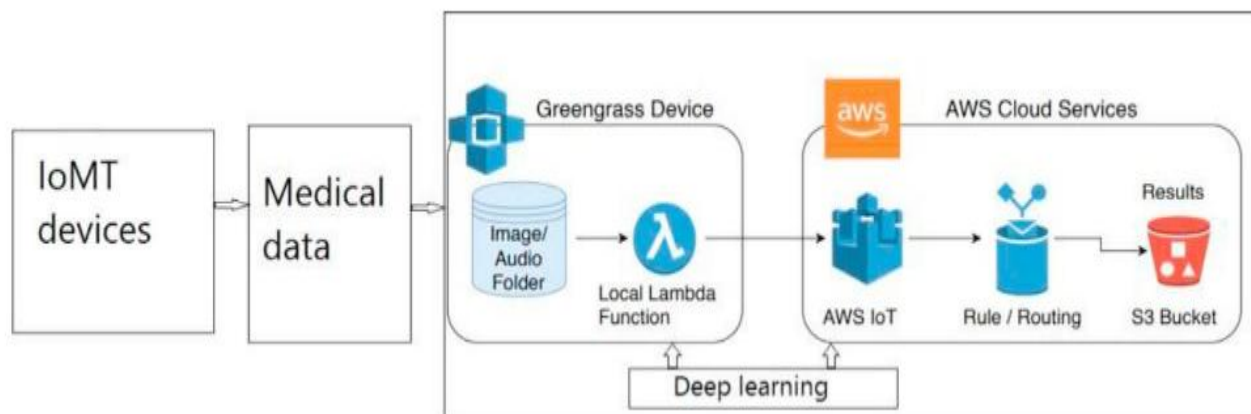 IoMT
devices
Medical
data
Greengrass Device
Image/
Audio
Folder
Local Lambda
Function
aws
AWS Cloud Services
AWS IoT
Rule / Routing
Results
S3 Bucket
Deep learning